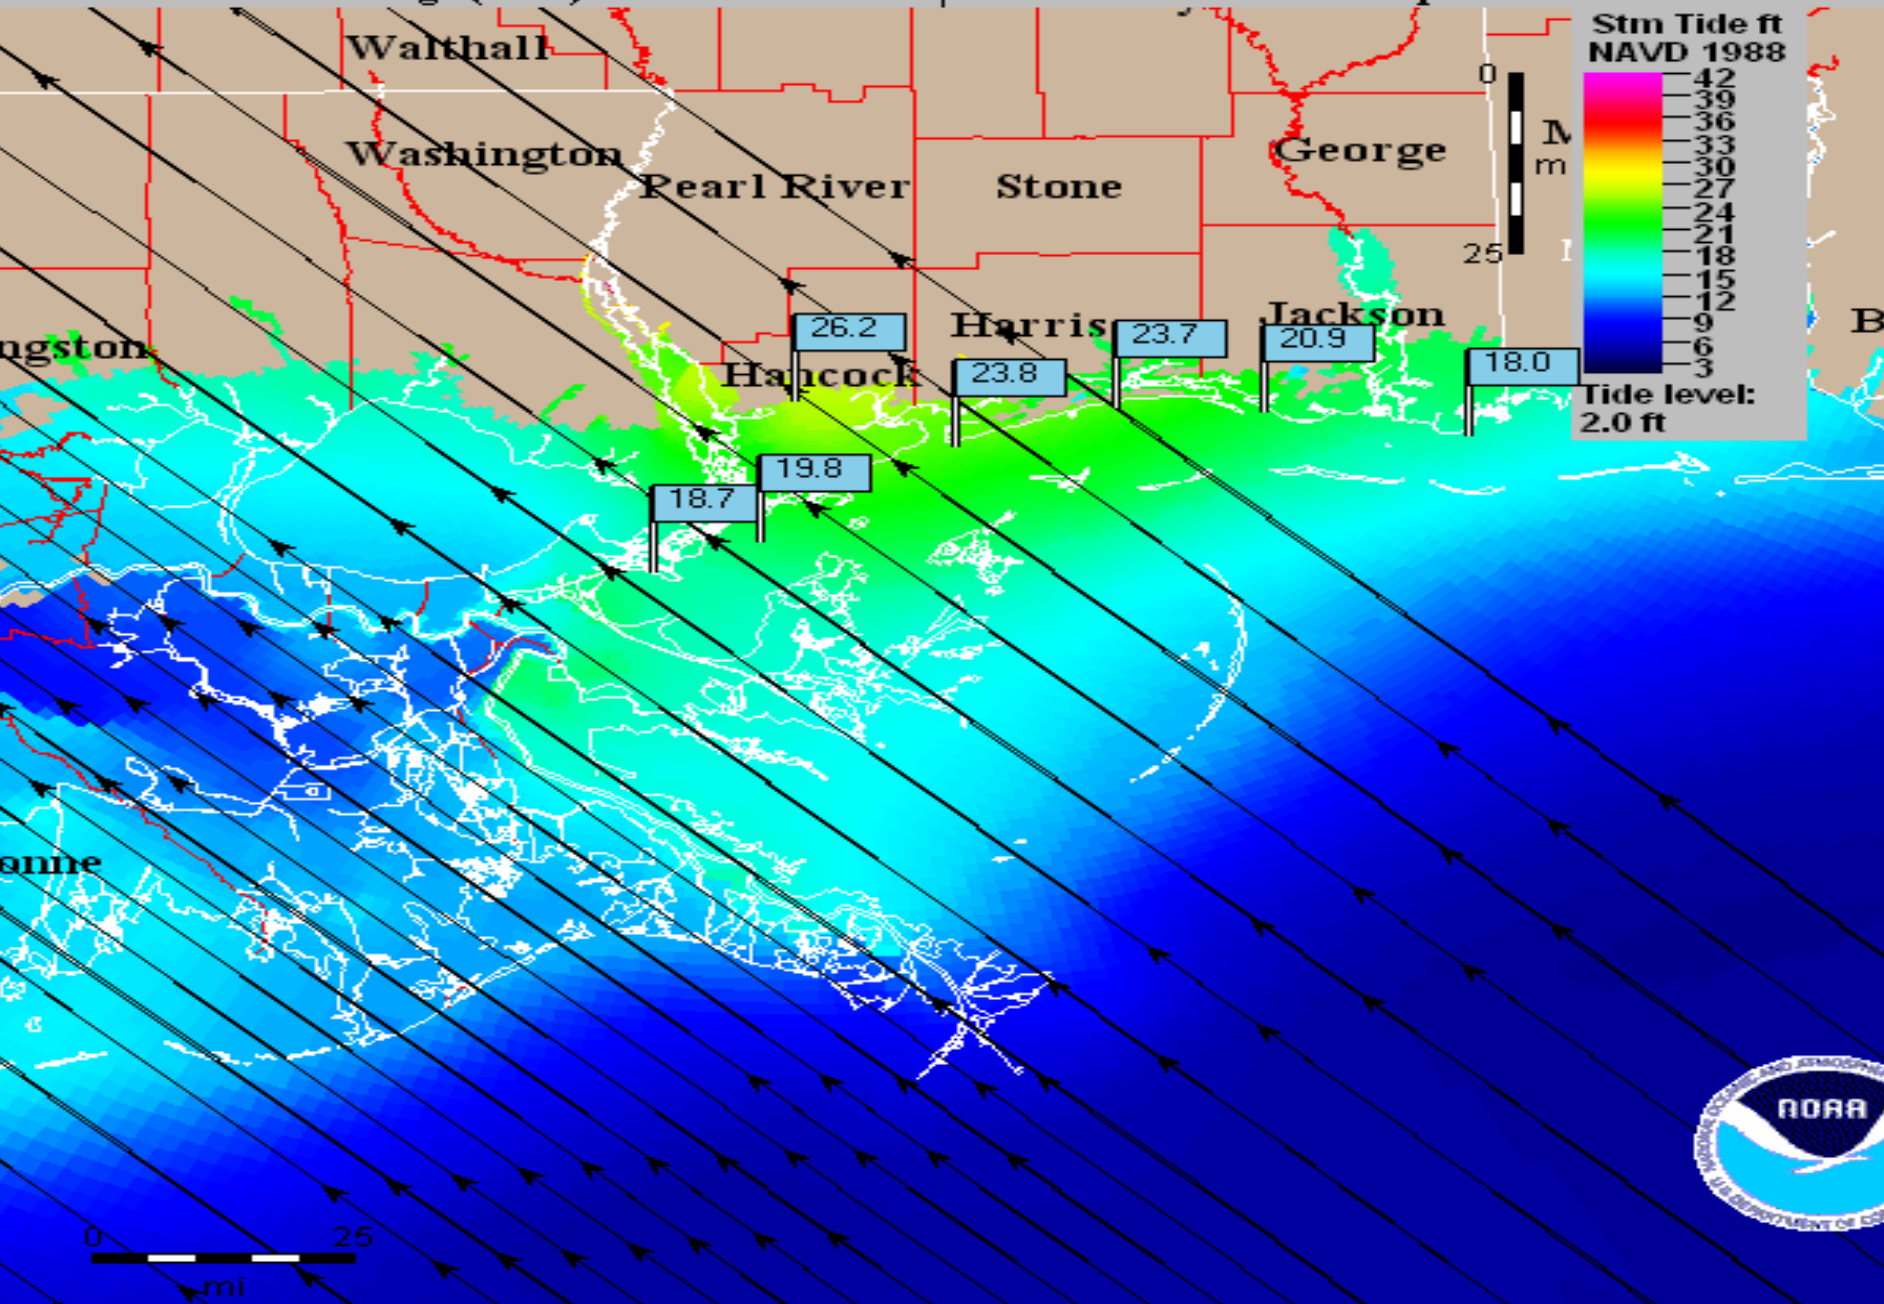 Stm Tide ft
NAVD 1988
42
39
36
33
30
27
24
21
18
15
12
9
6
3
Tide level:
2.0 ft
0
25
m
Walthall
Washington
Pearl River
Stone
George
ngston
Hancock
Harris
Jackson
B
26.2
23.8
23.7
20.9
18.0
19.8
18.7
onne
NOAA
0 25
mi